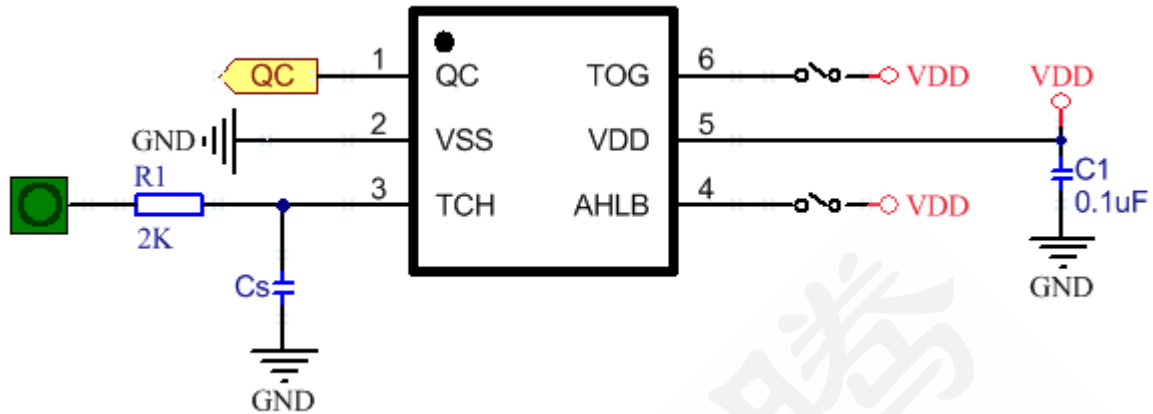 1
6
QC
QC
TOG
VDD
VDD
GND
2
VSS
VDD
5
R1
C1
3
TCH
AHLB
4
VDD
0.1uF
2K
Cs
GND
GND
腾